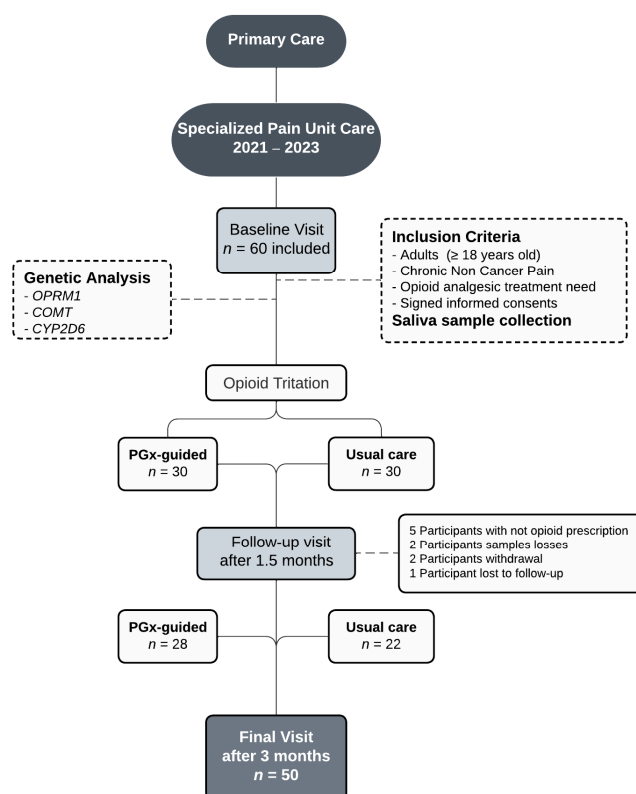 Primary Care
Specialized Pain Unit Care
2021 – 2023
Baseline Visit
n = 60 included
Inclusion Criteria
- Adults (≥ 18 years old)
- Chronic Non Cancer Pain
- Opioid analgesic treatment need
- Signed informed consents
Saliva sample collection
Genetic Analysis
- OPRM1
- COMT
- CYP2D6
Opioid Tritation
PGx-guided
n = 30
Usual care
n = 30
Follow-up visit
after 1.5 months
5 Participants with not opioid prescription
2 Participants samples losses
2 Participants withdrawal
1 Participant lost to follow-up
PGx-guided
n = 28
Usual care
n = 22
Final Visit
after 3 months
n = 50